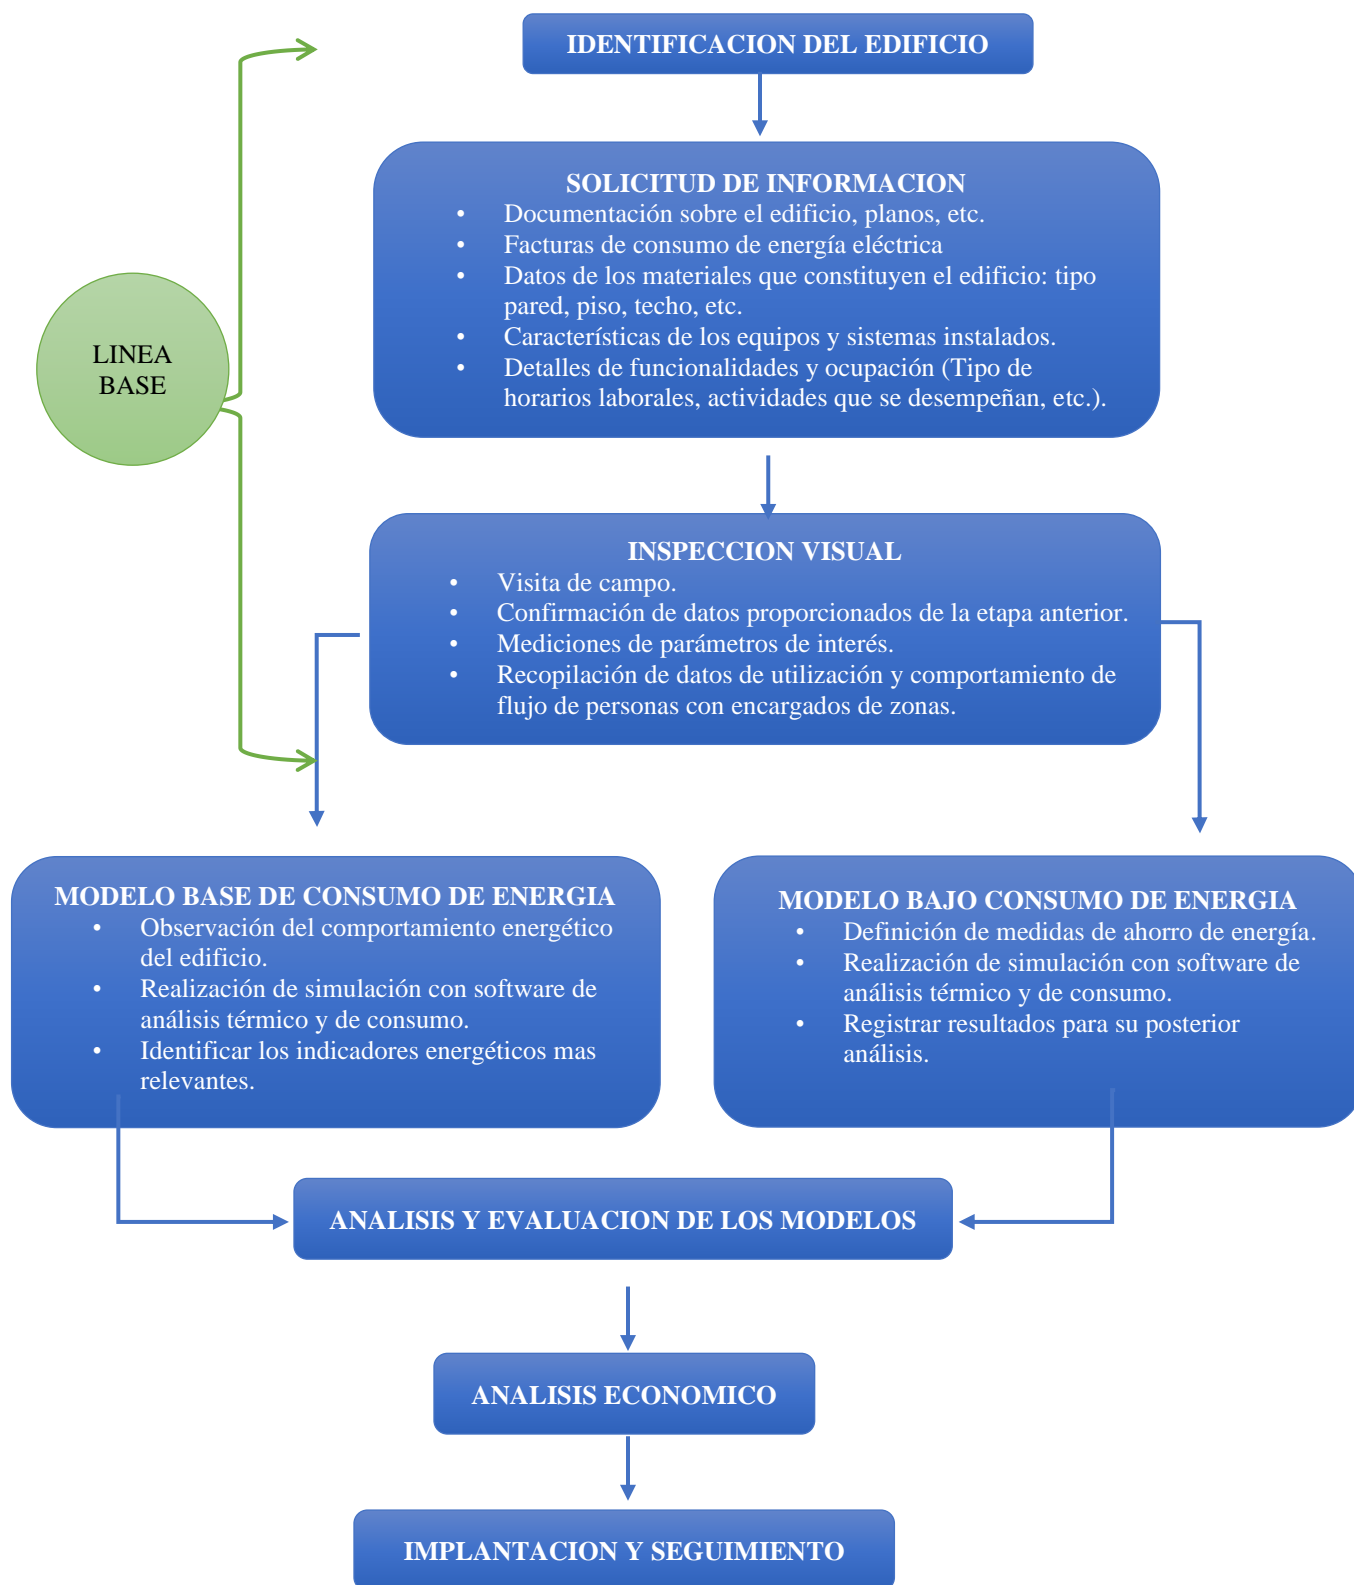 IDENTIFICACION DEL EDIFICIO
SOLICITUD DE INFORMACION
• Documentación sobre el edificio, planos, etc.
• Facturas de consumo de energía eléctrica
• Datos de los materiales que constituyen el edificio: tipo
pared, piso, techo, etc.
• Características de los equipos y sistemas instalados.
• Detalles de funcionalidades y ocupación (Tipo de
horarios laborales, actividades que se desempeñan, etc.).
LINEA
BASE
INSPECCION VISUAL
• Visita de campo.
• Confirmación de datos proporcionados de la etapa anterior.
• Mediciones de parámetros de interés.
• Recopilación de datos de utilización y comportamiento de
flujo de personas con encargados de zonas.
MODELO BASE DE CONSUMO DE ENERGIA
• Observación del comportamiento energético
del edificio.
• Realización de simulación con software de
análisis térmico y de consumo.
• Identificar los indicadores energéticos mas
relevantes.
MODELO BAJO CONSUMO DE ENERGIA
• Definición de medidas de ahorro de energía.
• Realización de simulación con software de
análisis térmico y de consumo.
• Registrar resultados para su posterior
análisis.
ANALISIS Y EVALUACION DE LOS MODELOS
ANALISIS ECONOMICO
IMPLANTACION Y SEGUIMIENTO